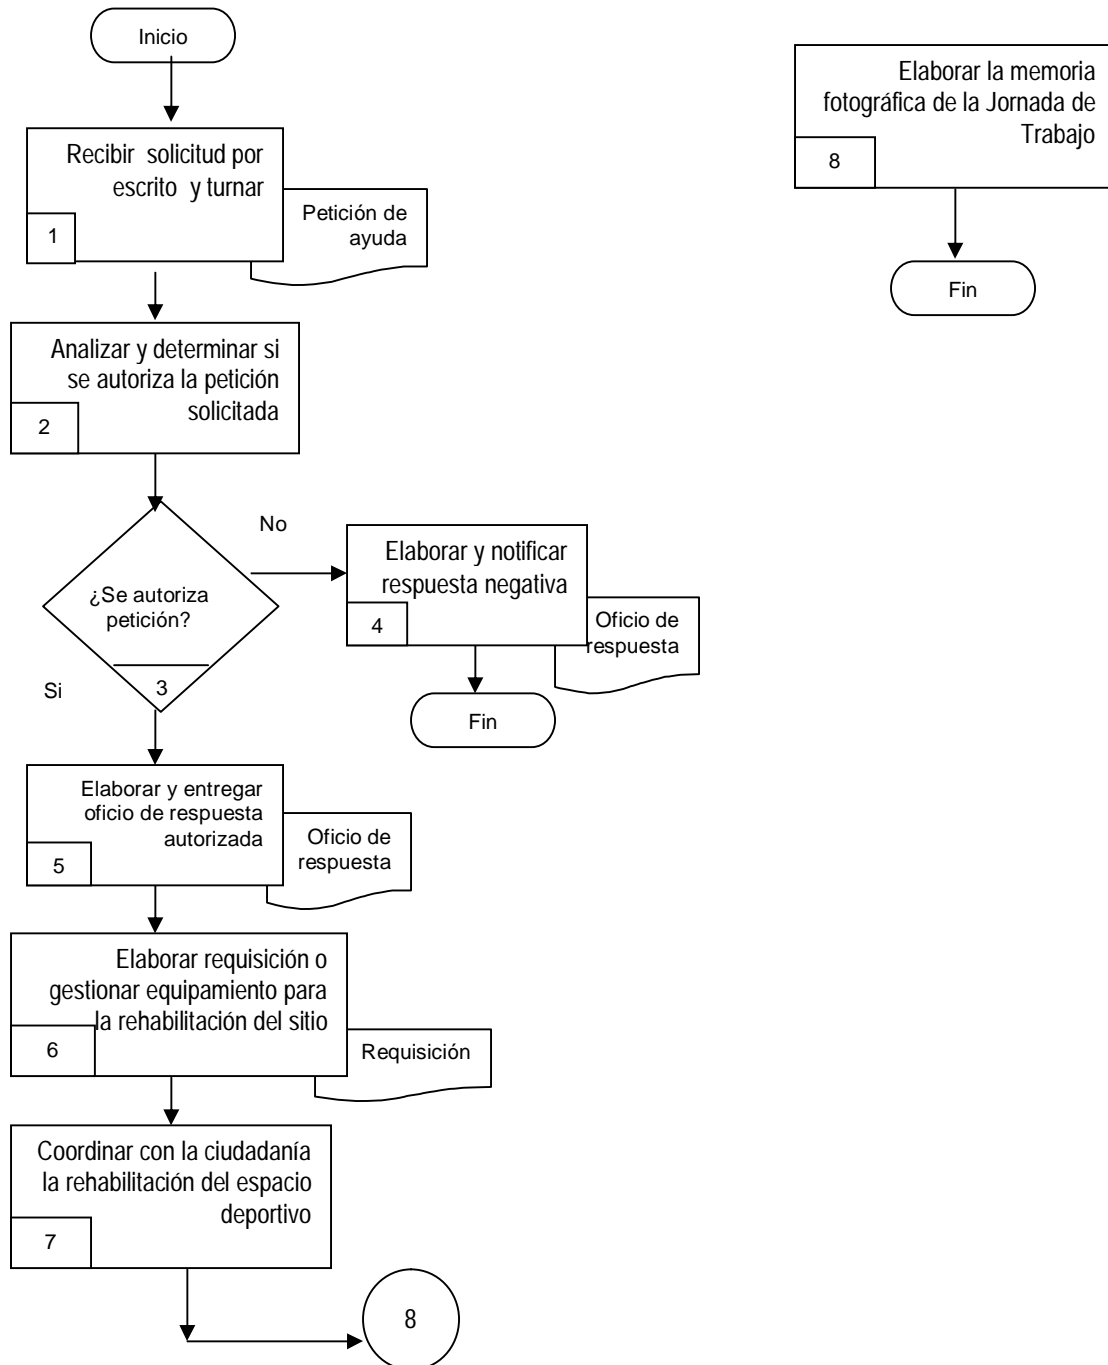 Inicio
Recibir solicitud por
escrito y turnar
1
Petición de
ayuda
Analizar y determinar si
se autoriza la petición
solicitada
2
¿Se autoriza
petición?
3
No
Si
Elaborar y notificar
respuesta negativa
4
Oficio de
respuesta
Fin
Elaborar y entregar
oficio de respuesta
autorizada
5
Oficio de
respuesta
Elaborar requisición o
gestionar equipamiento para
la rehabilitación del sitio
6
Requisición
Coordinar con la ciudadanía
la rehabilitación del espacio
deportivo
7
8
Elaborar la memoria
fotográfica de la Jornada de
Trabajo
8
Fin